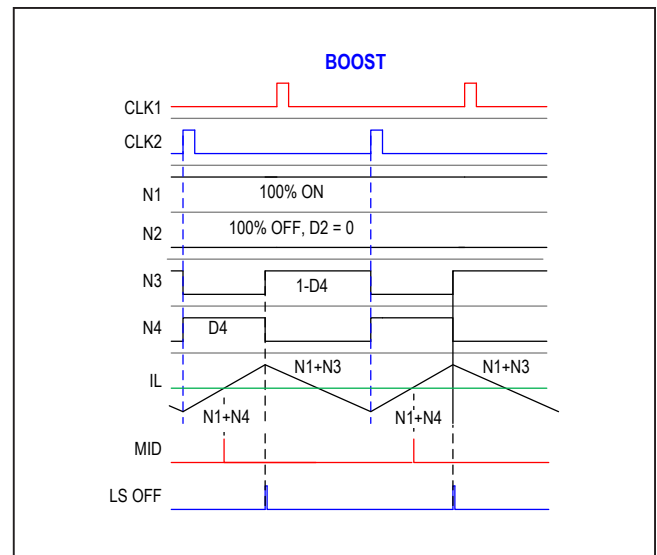 BOOST
CLK1
CLK2
N1
100% ON
N2
100% OFF, D2 = 0
N3
1-D4
N4
D4
IL
N1+N3
N1+N3
N1+N4
N1+N4
MID
LS OFF